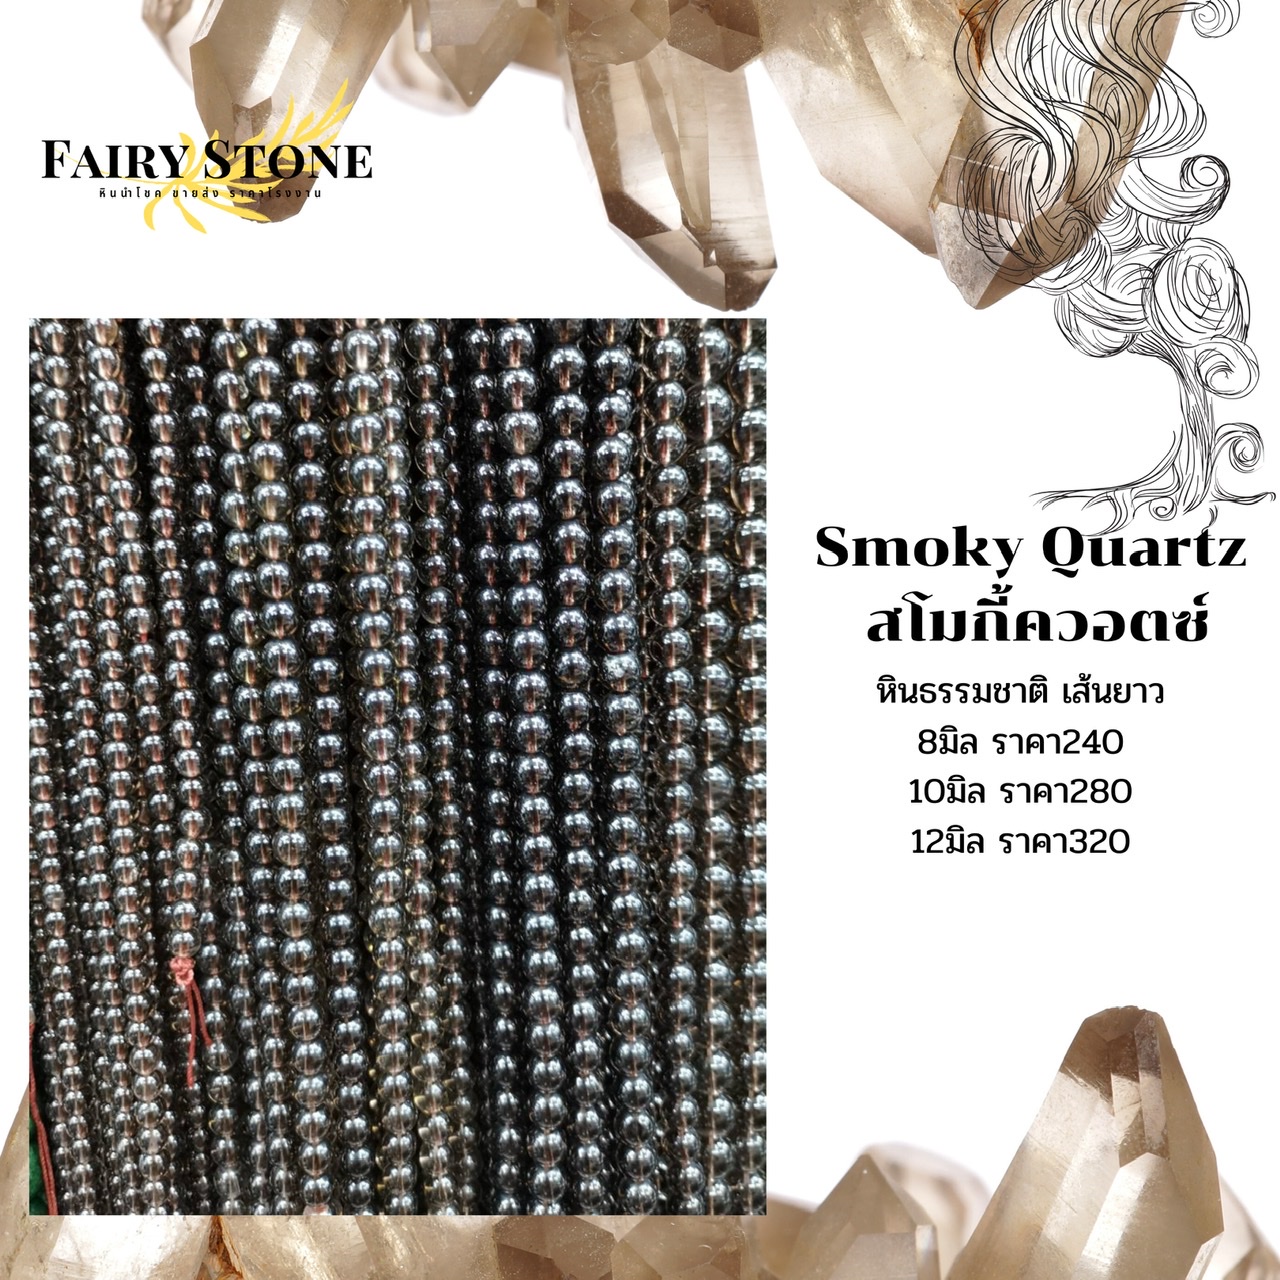 FAIRY STONE
หินนำโชค ขายส่ง ราคาโรงงาน
Smoky Quartz
สโมกี้ควอตซ์
หินธรรมชาติ เส้นยาว
8มิล ราคา240
10มิล ราคา280
12มิล ราคา320